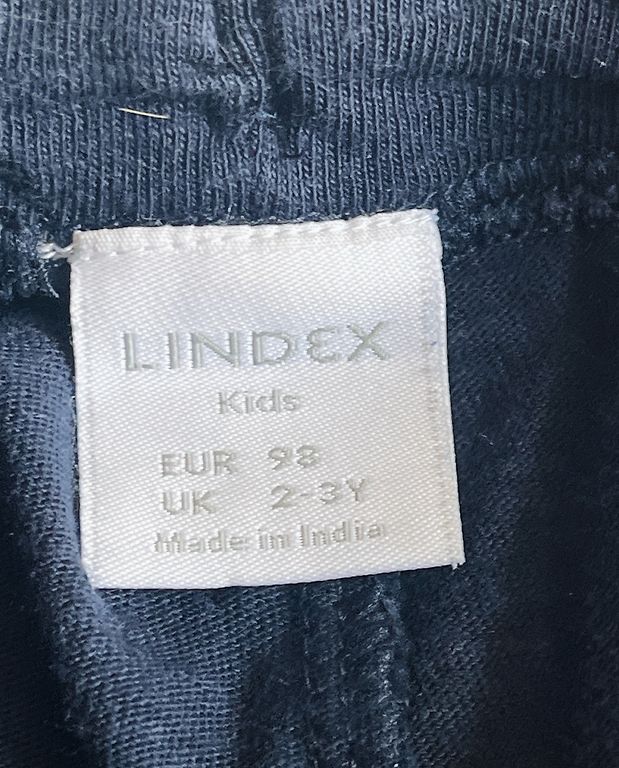 LINDEX
Kids
EUR 98
UK 2-3Y
Made in India